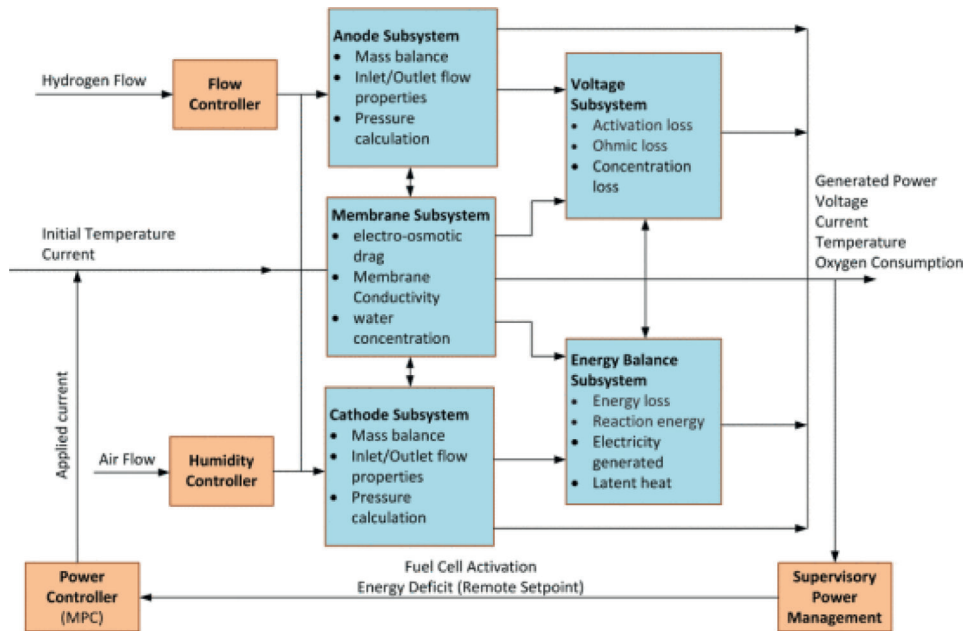 Hydrogen Flow
Flow
Controller
Anode Subsystem
● Mass balance
● Inlet/Outlet flow
properties
● Pressure
calculation
Voltage
Subsystem
● Activation loss
● Ohmic loss
● Concentration
loss
Initial Temperature
Current
Membrane Subsystem
● electro-osmotic
drag
● Membrane
Conductivity
● water
concentration
Generated Power
Voltage
Current
Temperature
Oxygen Consumption
Applied current
Air Flow
Humidity
Controller
Cathode Subsystem
● Mass balance
● Inlet/Outlet flow
properties
● Pressure
calculation
Energy Balance
Subsystem
● Energy loss
● Reaction energy
● Electricity
generated
● Latent heat
Power
Controller
(MPC)
Fuel Cell Activation
Energy Deficit (Remote Setpoint)
Supervisory
Power
Management